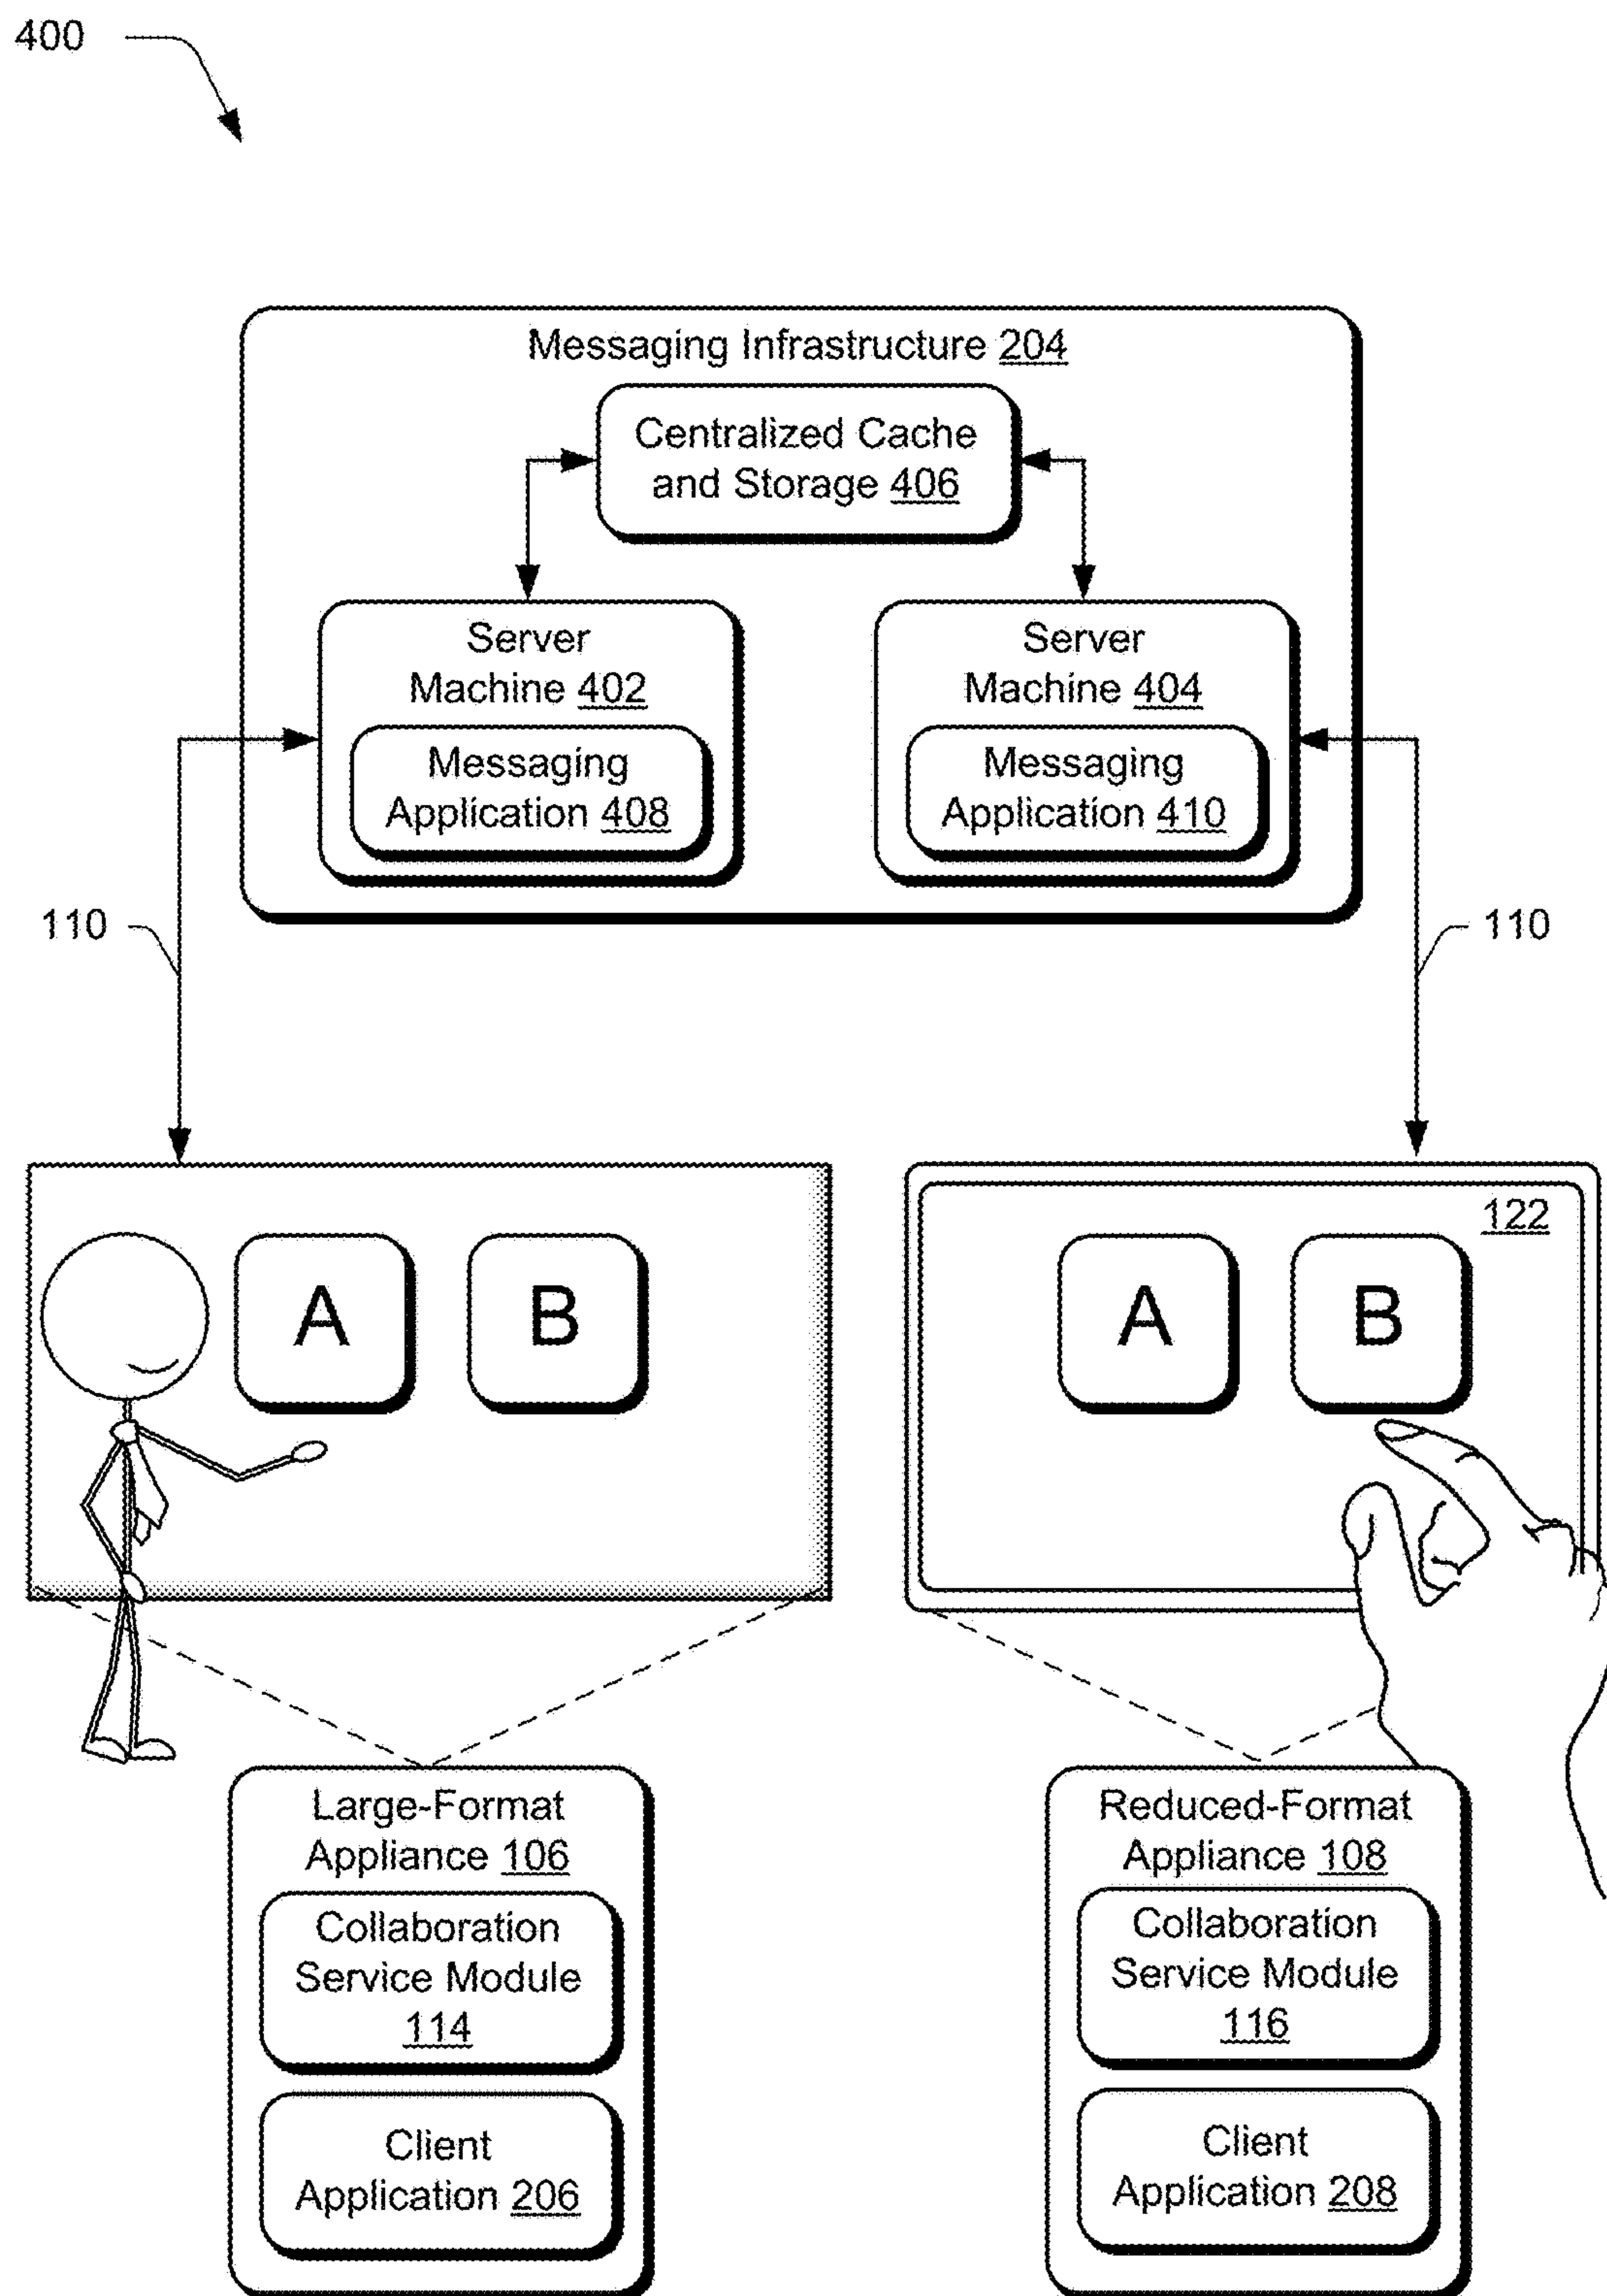 400
Messaging Infrastructure 204
Centralized Cache
and Storage 406
Server
Machine 402
Messaging
Application 408
Server
Machine 404
Messaging
Application 410
110
110
122
A
B
A
B
Large-Format
Appliance 106
Collaboration
Service Module
114
Client
Application 206
Reduced-Format
Appliance 108
Collaboration
Service Module
116
Client
Application 208